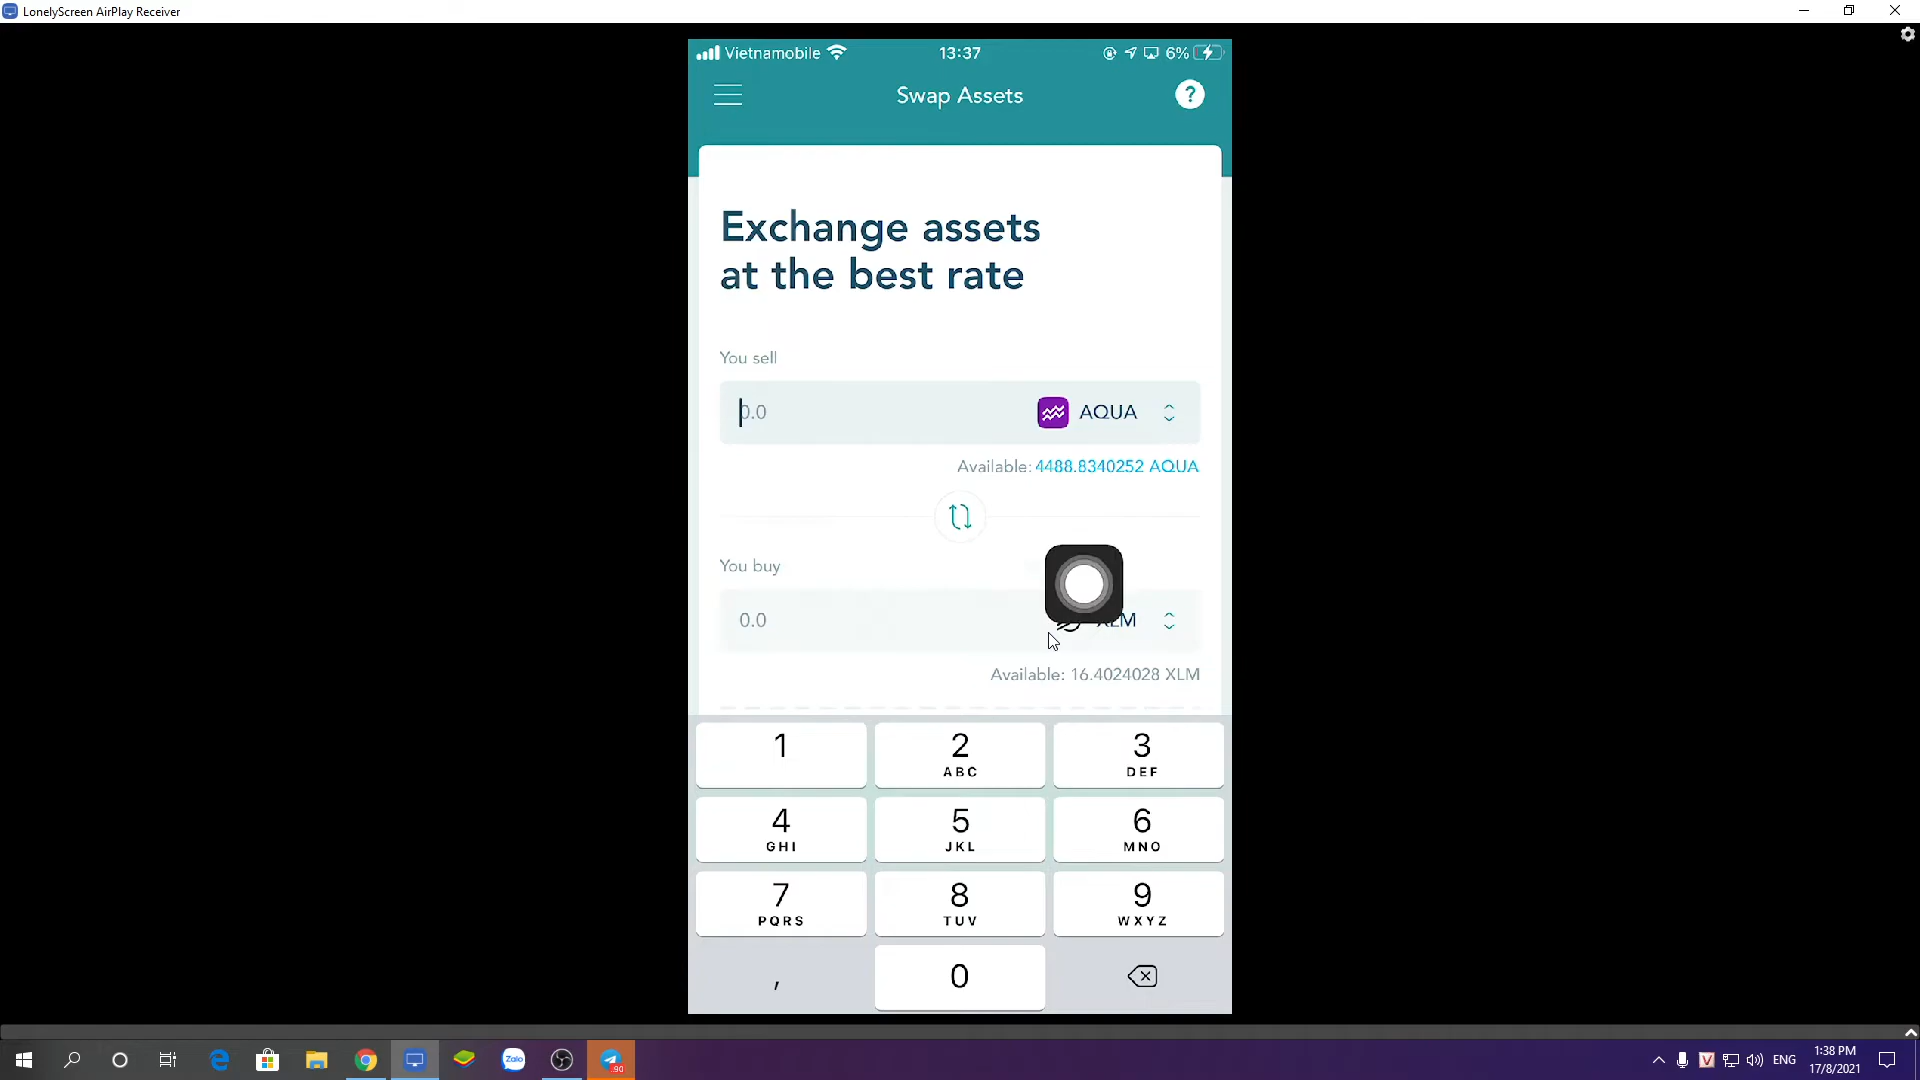 LonelyScreen AirPlay Receiver
Vietnamobile
13:37
6%
Swap Assets
?
Exchange assets
at the best rate
You sell
0.0
AQUA
Available: 4488.8340252 AQUA
You buy
0.0
XLM
Available: 16.4024028 XLM
1
2
ABC
3
DEF
4
GHI
5
JKL
6
MNO
7
PQRS
8
TUV
9
WXYZ
,
0
Zalo
90
V
ENG
1:38 PM
17/8/2021